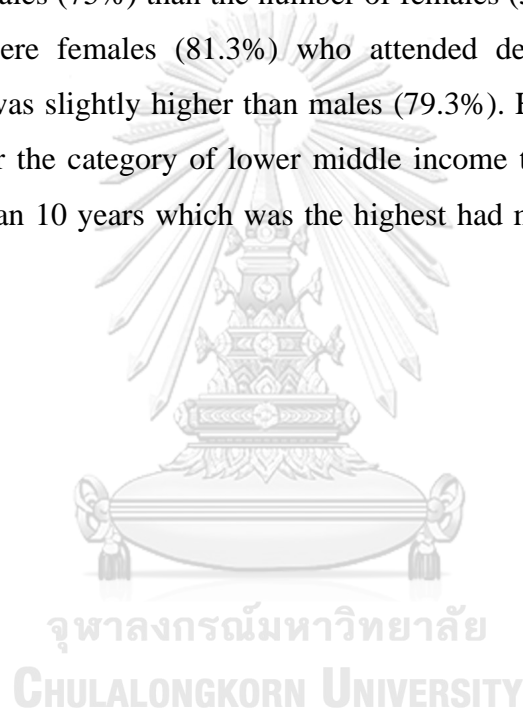 ales (75%) than the number of females (
ere females (81.3%) who attended de
was slightly higher than males (79.3%).
r the category of lower middle income t
an 10 years which was the highest had
จุฬาลงกรณ์มหาวิทยาลัย
CHULALONGKORN UNIVERSITY